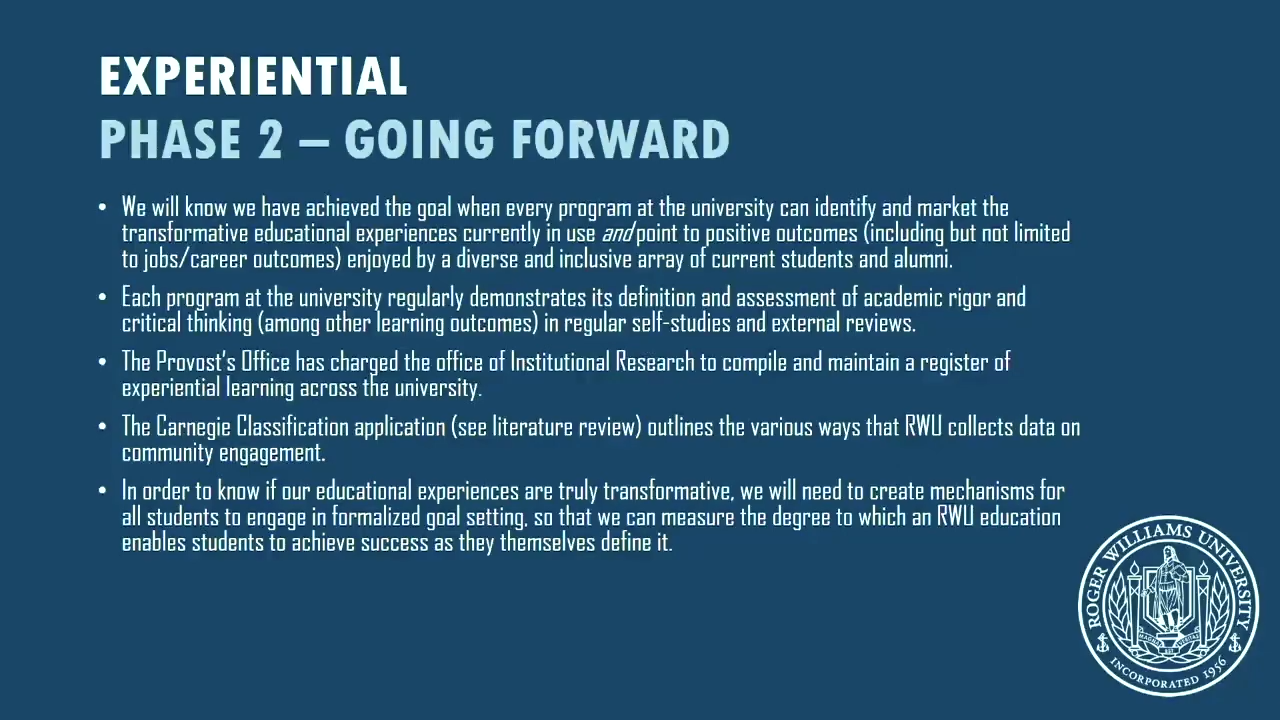 EXPERIENTIAL
PHASE 2 – GOING FORWARD
• We will know we have achieved the goal when every program at the university can identify and market the
transformative educational experiences currently in use and point to positive outcomes (including but not limited
to jobs/career outcomes) enjoyed by a diverse and inclusive array of current students and alumni.
• Each program at the university regularly demonstrates its definition and assessment of academic rigor and
critical thinking (among other learning outcomes) in regular self-studies and external reviews.
• The Provost's Office has charged the office of Institutional Research to compile and maintain a register of
experiential learning across the university.
• The Carnegie Classification application (see literature review) outlines the various ways that RWU collects data on
community engagement.
• In order to know if our educational experiences are truly transformative, we will need to create mechanisms for
all students to engage in formalized goal setting, so that we can measure the degree to which an RWU education
enables students to achieve success as they themselves define it.
ROGER WILLIAMS UNIVERSITY
INCORPORATED 1956